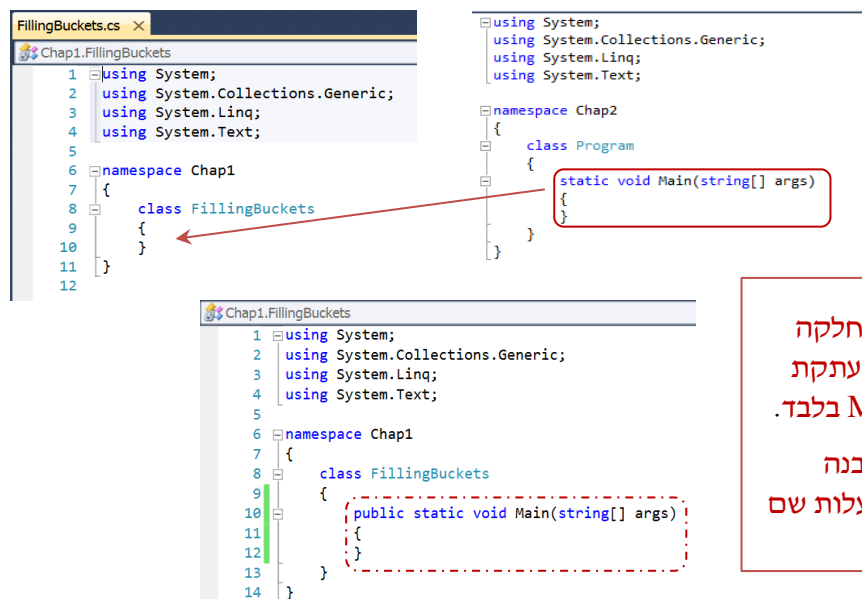 FillingBuckets.cs
Chap1.FillingBuckets
1 using System;
2 using System.Collections.Generic;
3 using System.Linq;
4 using System.Text;
5
6 namespace Chap1
7 {
8 class FillingBuckets
9 {
10 }
11 }
12
using System;
using System.Collections.Generic;
using System.Linq;
using System.Text;
namespace Chap2
{
class Program
{
static void Main(string[] args)
{
}
}
}
Chap1.FillingBuckets
1 using System;
2 using System.Collections.Generic;
3 using System.Linq;
4 using System.Text;
5
6 namespace Chap1
7 {
8 class FillingBuckets
9 {
10 public static void Main(string[] args)
11 {
12 }
13 }
14 }
חלקה
עתקת
בלבד.
בנה
שם